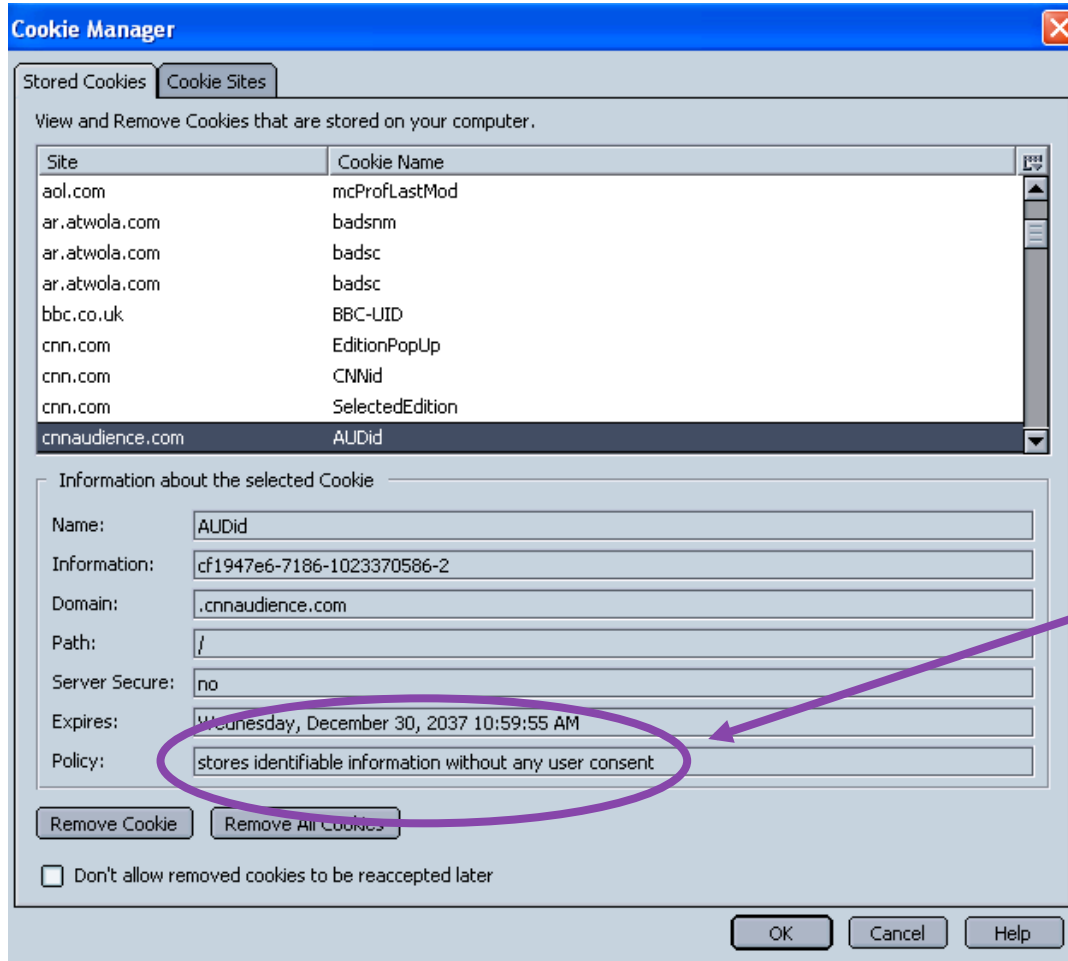 Cookie Manager
Stored Cookies Cookie Sites
View and Remove Cookies that are stored on your computer.
Site Cookie Name
aol.com mcProfLastMod
ar.atwola.com badsnm
ar.atwola.com badsc
ar.atwola.com badsc
bbc.co.uk BBC-UID
cnn.com EditionPopUp
cnn.com CNNid
cnn.com SelectedEdition
cnnaudience.com AUDid
Information about the selected Cookie
Name: AUDid
Information: cf1947e6-7186-1023370586-2
Domain: .cnnaudience.com
Path: /
Server Secure: no
Expires: Wednesday, December 30, 2037 10:59:55 AM
Policy: stores identifiable information without any user consent
Remove Cookie Remove All Cookies
Don't allow removed cookies to be reaccepted later
OK Cancel Help